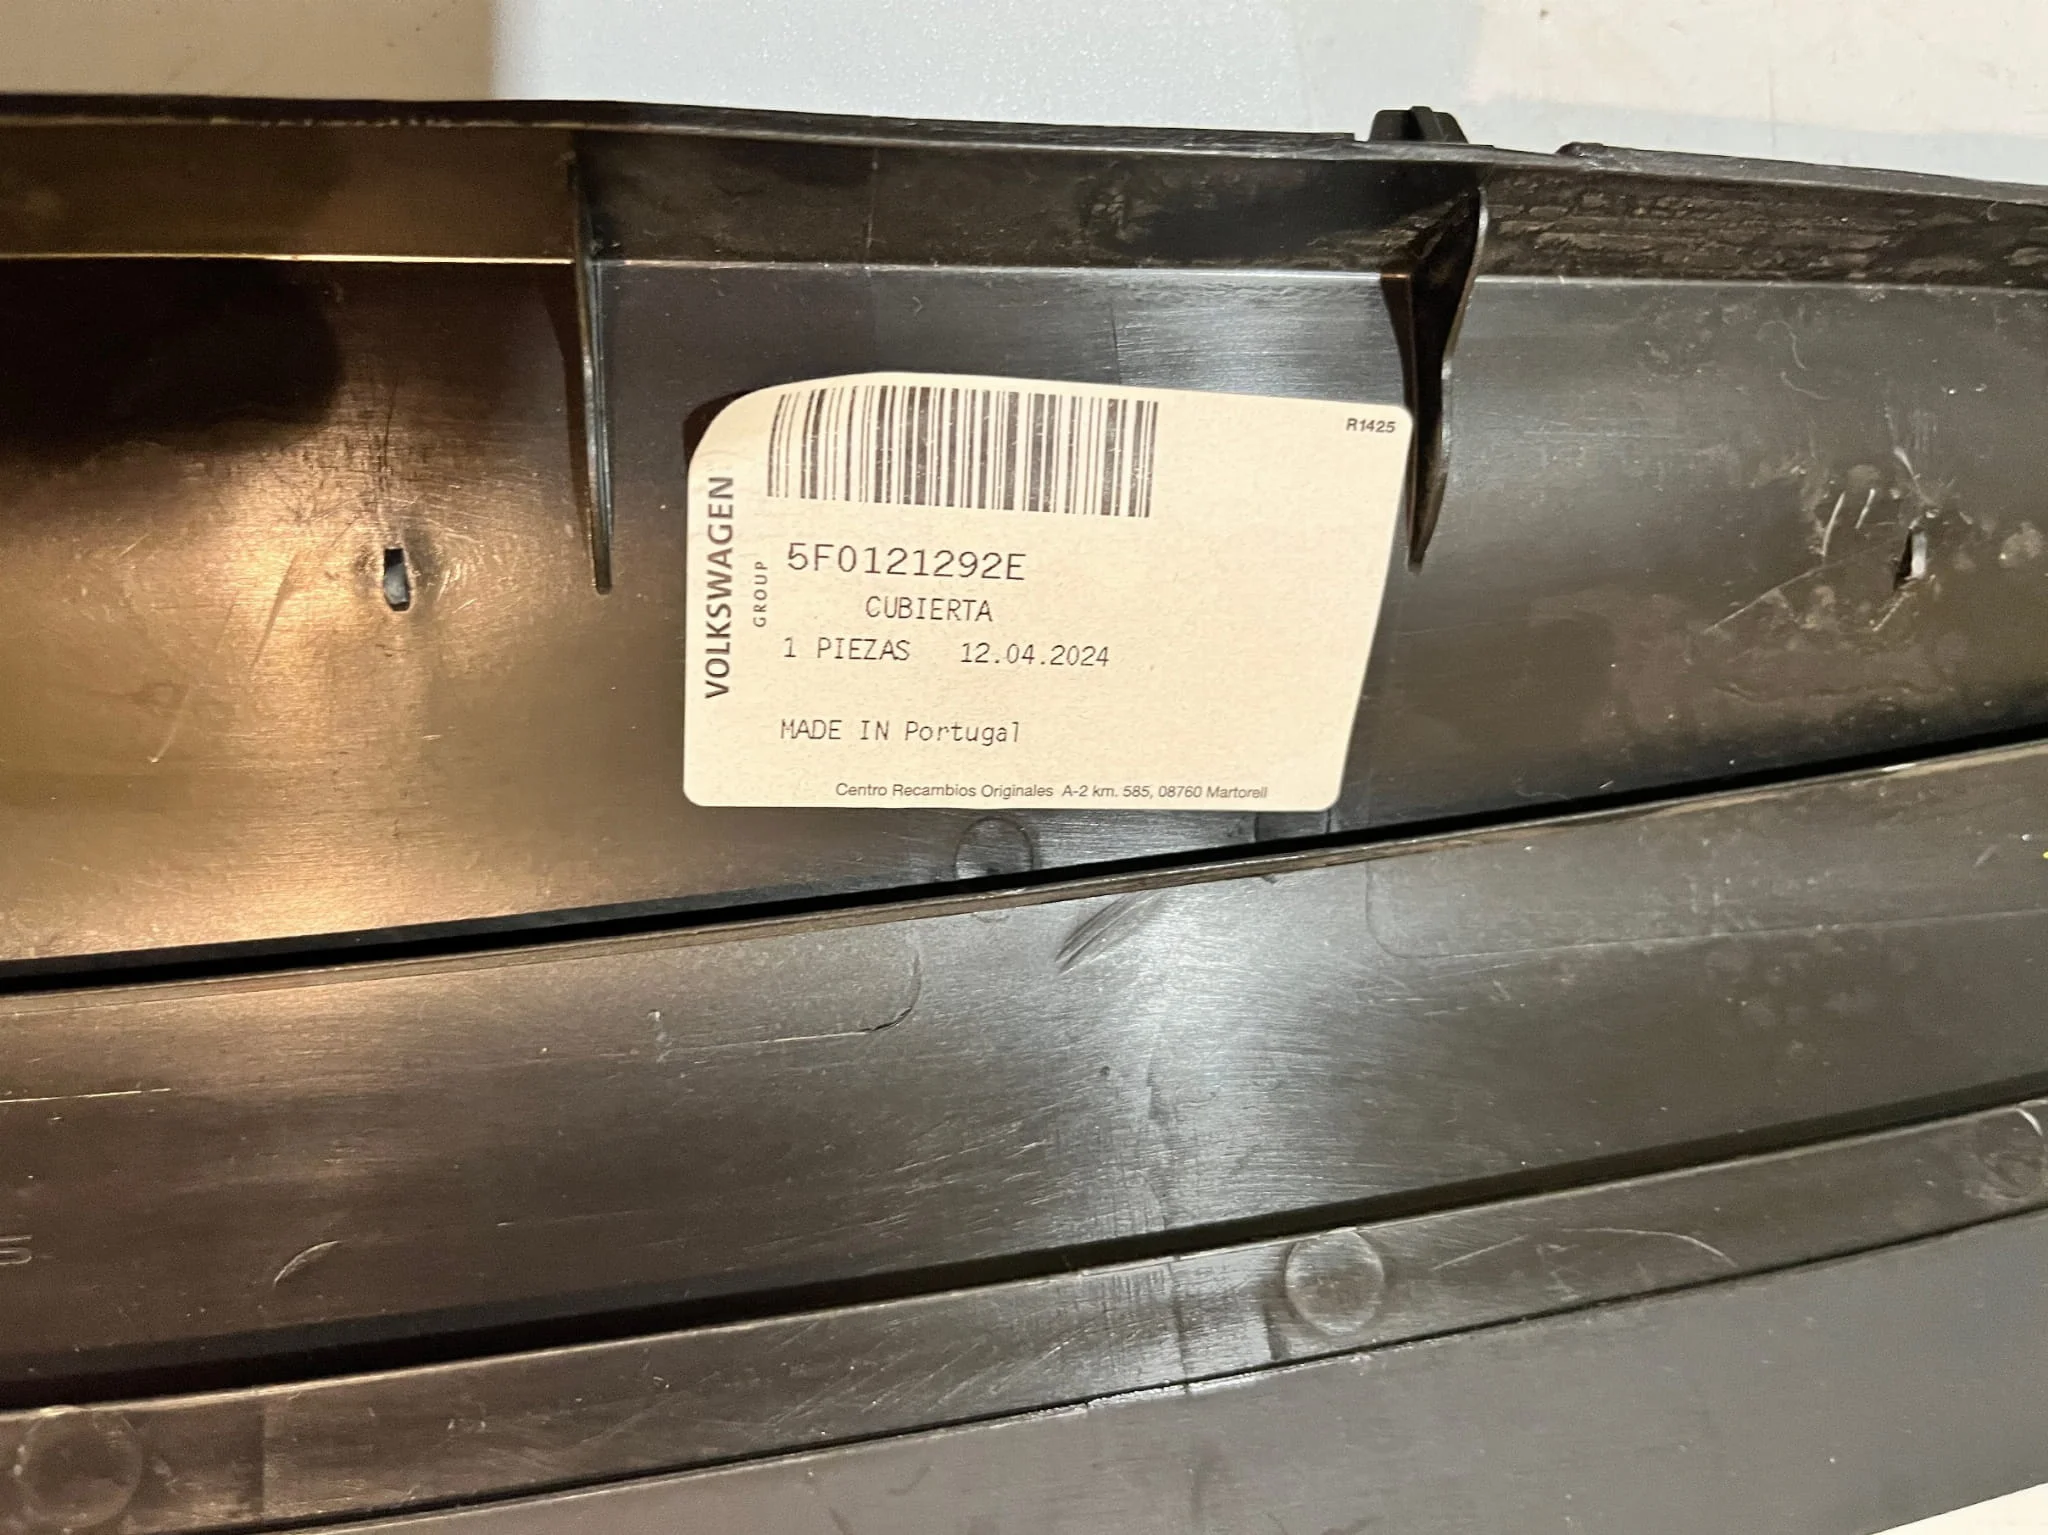 R1425
VOLKSWAGEN
GROUP
5F0121292E
CUBIERTA
1 PIEZAS 12.04.2024
MADE IN Portugal
Centro Recambios Originales A-2 km. 585, 08760 Martorell